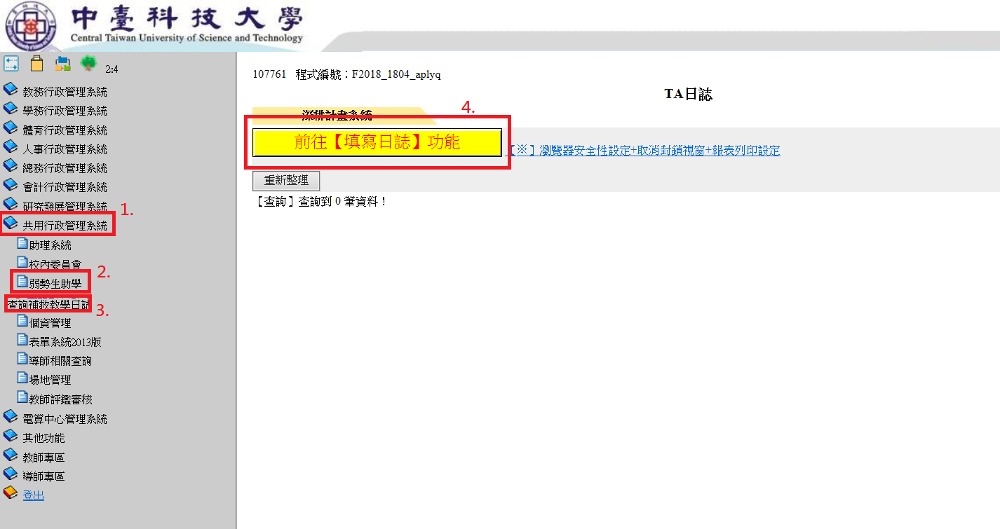 中臺科技大學
Central Taiwan University of Science and Technology
2:4
教務行政管理系統
學務行政管理系統
體育行政管理系統
人事行政管理系統
總務行政管理系統
會計行政管理系統
研究發展管理系統
1.
共用行政管理系統
助理系統
校內委員會
2.
弱勢生助學
查詢補救教學日誌
3.
個資管理
表單系統2013版
導師相關查詢
場地管理
教師評鑑審核
電算中心管理系統
其他功能
教師專區
導師專區
登出
107761 程式編號：F2018_1804_aplyq
TA日誌
深耕計畫系統
4.
前往【填寫日誌】功能
【※】瀏覽器安全性設定+取消封鎖視窗+報表列印設定
重新整理
【查詢】查詢到 0 筆資料！